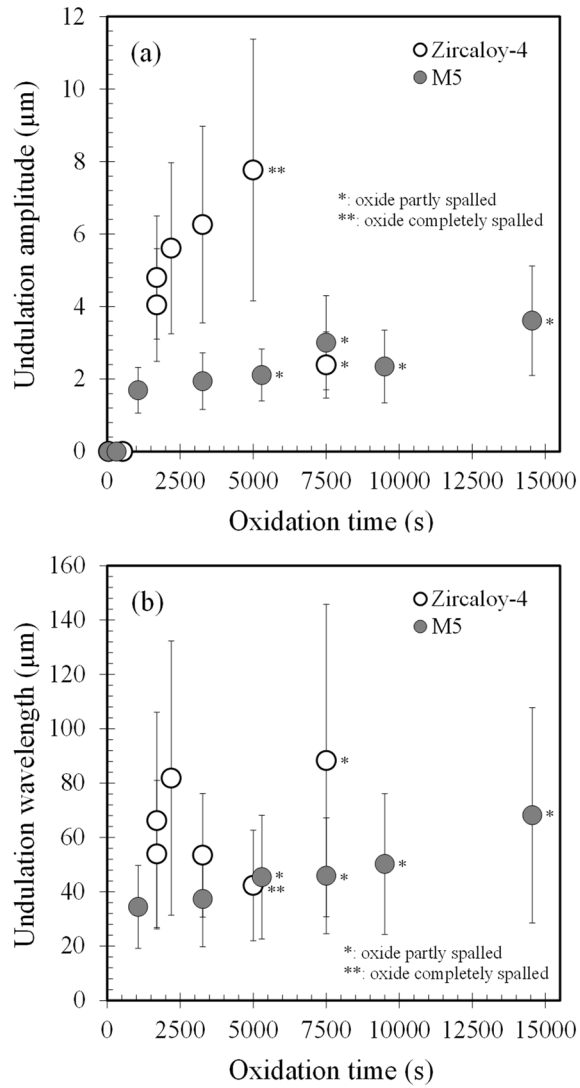 12
(a)
Zircaloy-4
M5
10
8
**
*: oxide partly spalled
**: oxide completely spalled
6
4
*
*
*
*
*
2
0
0 2500 5000 7500 10000 12500 15000
Undulation amplitude (μm)
Oxidation time (s)
160
(b)
Zircaloy-4
M5
140
120
100
*
80
*
60
*
*
*
**
40
20
*: oxide partly spalled
**: oxide completely spalled
0
0 2500 5000 7500 10000 12500 15000
Undulation wavelength (μm)
Oxidation time (s)